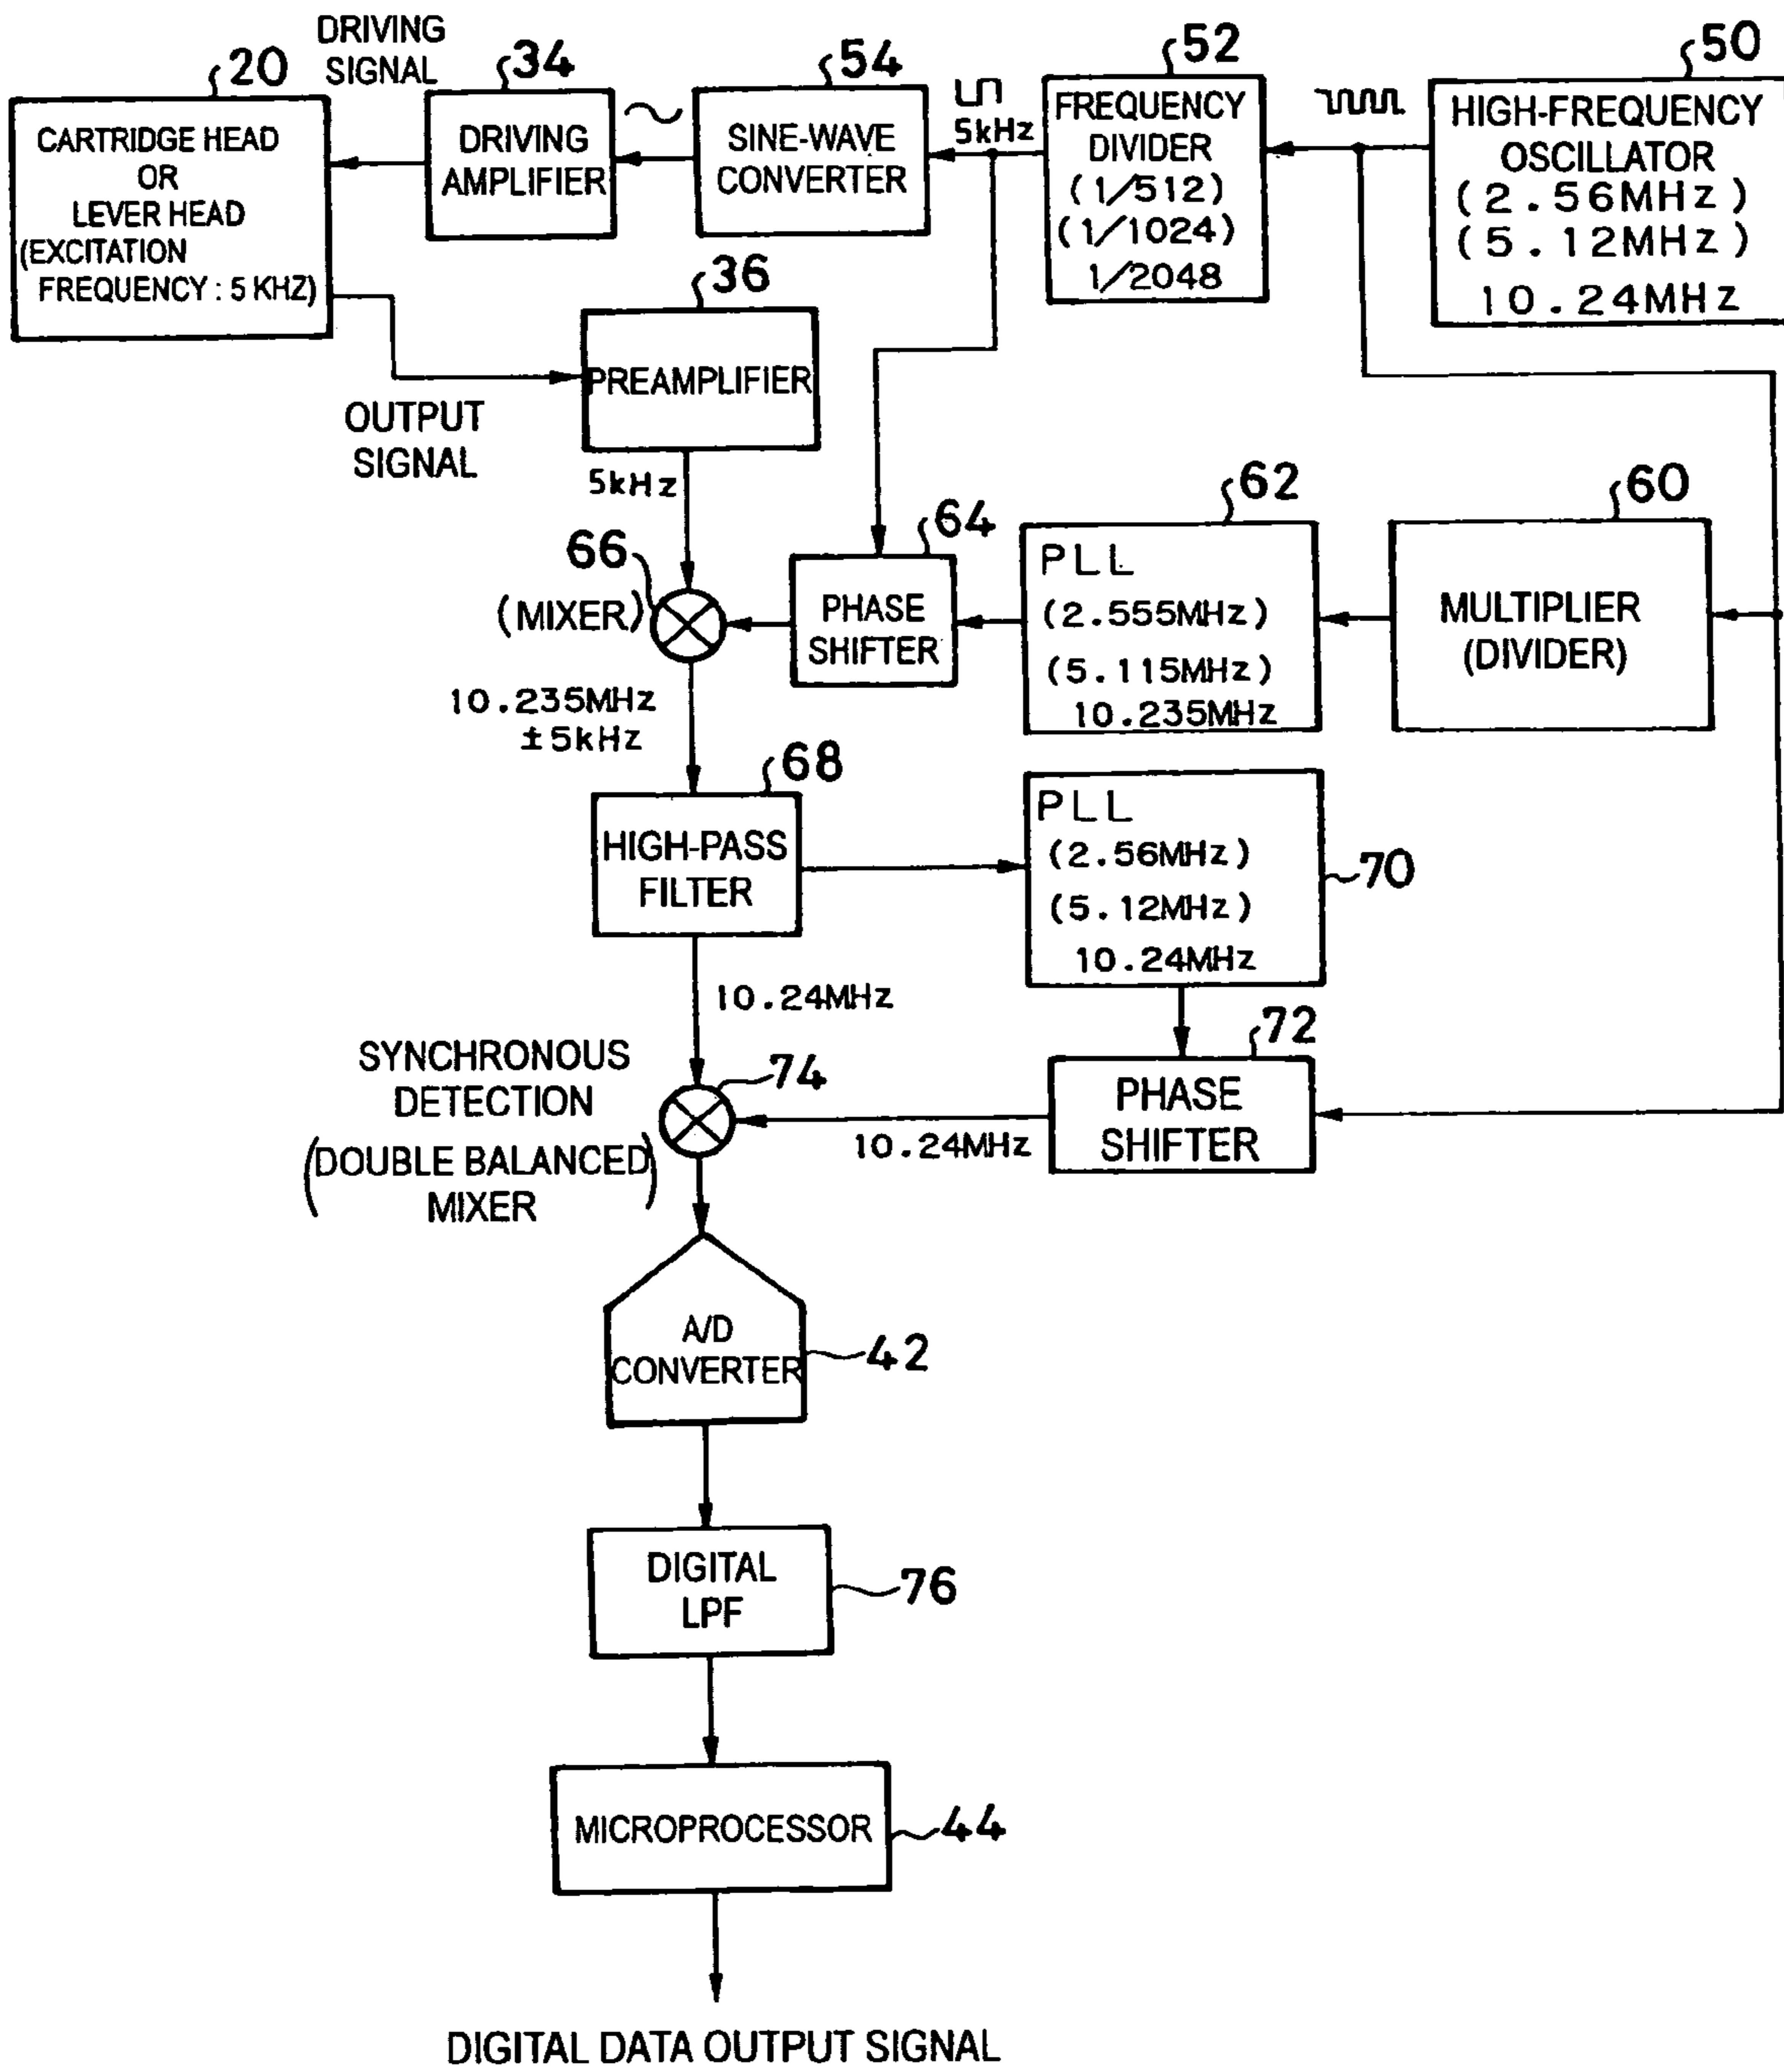 DRIVING
SIGNAL
20
34
54
52
50
CARTRIDGE HEAD
OR
LEVER HEAD
(EXCITATION
FREQUENCY : 5 KHZ)
DRIVING
AMPLIFIER
SINE-WAVE
CONVERTER
5kHz
FREQUENCY
DIVIDER
(1/512)
(1/1024)
1/2048
HIGH-FREQUENCY
OSCILLATOR
(2.56MHz)
(5.12MHz)
10.24MHz
36
PREAMPLIFIER
OUTPUT
SIGNAL
5kHz
66
(MIXER)
64
PHASE
SHIFTER
62
PLL
(2.555MHz)
(5.115MHz)
10.235MHz
60
MULTIPLIER
(DIVIDER)
10.235MHz
±5kHz
68
HIGH-PASS
FILTER
PLL
(2.56MHz)
(5.12MHz)
10.24MHz
70
10.24MHz
72
PHASE
SHIFTER
SYNCHRONOUS
DETECTION
(DOUBLE BALANCED
MIXER)
74
10.24MHz
A/D
CONVERTER
42
DIGITAL
LPF
76
MICROPROCESSOR
44
DIGITAL DATA OUTPUT SIGNAL